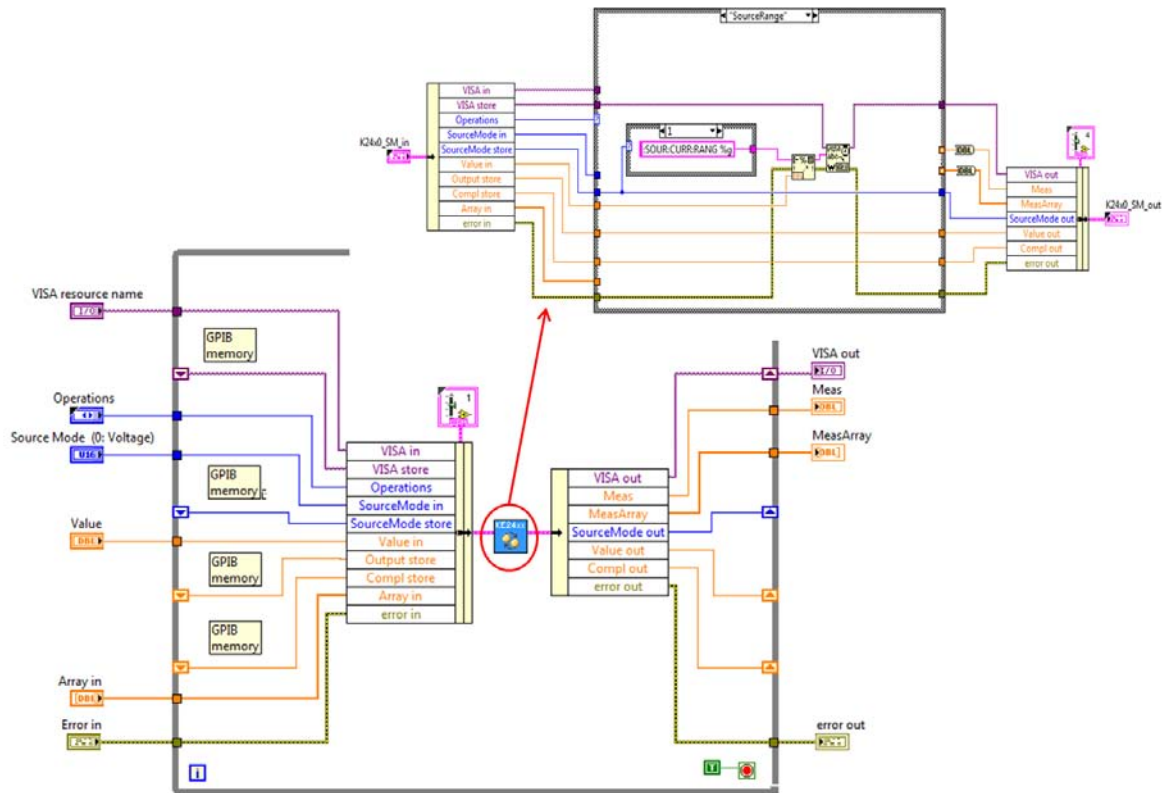 "SourceRange"
VISA in
VISA store
Operations
SourceMode in
SourceMode store
Value in
Output store
Compl store
Array in
error in
K24x0_SM_in
1
:SOUR:CURR:RANG %g
DBL
DBL
4
VISA out
Meas
MeasArray
SourceMode out
Value out
Compl out
error out
K24x0_SM_out
VISA resource name
I/O
GPIB
memory
Operations
Source Mode (0: Voltage)
U16
GPIB
memory
Value
DBL
GPIB
memory
GPIB
memory
Array in
[DBL]
Error in
1
VISA in
VISA store
Operations
SourceMode in
SourceMode store
Value in
Output store
Compl store
Array in
error in
KE24XX
VISA out
Meas
MeasArray
SourceMode out
Value out
Compl out
error out
VISA out
I/O
Meas
DBL
MeasArray
[DBL]
error out
i
T